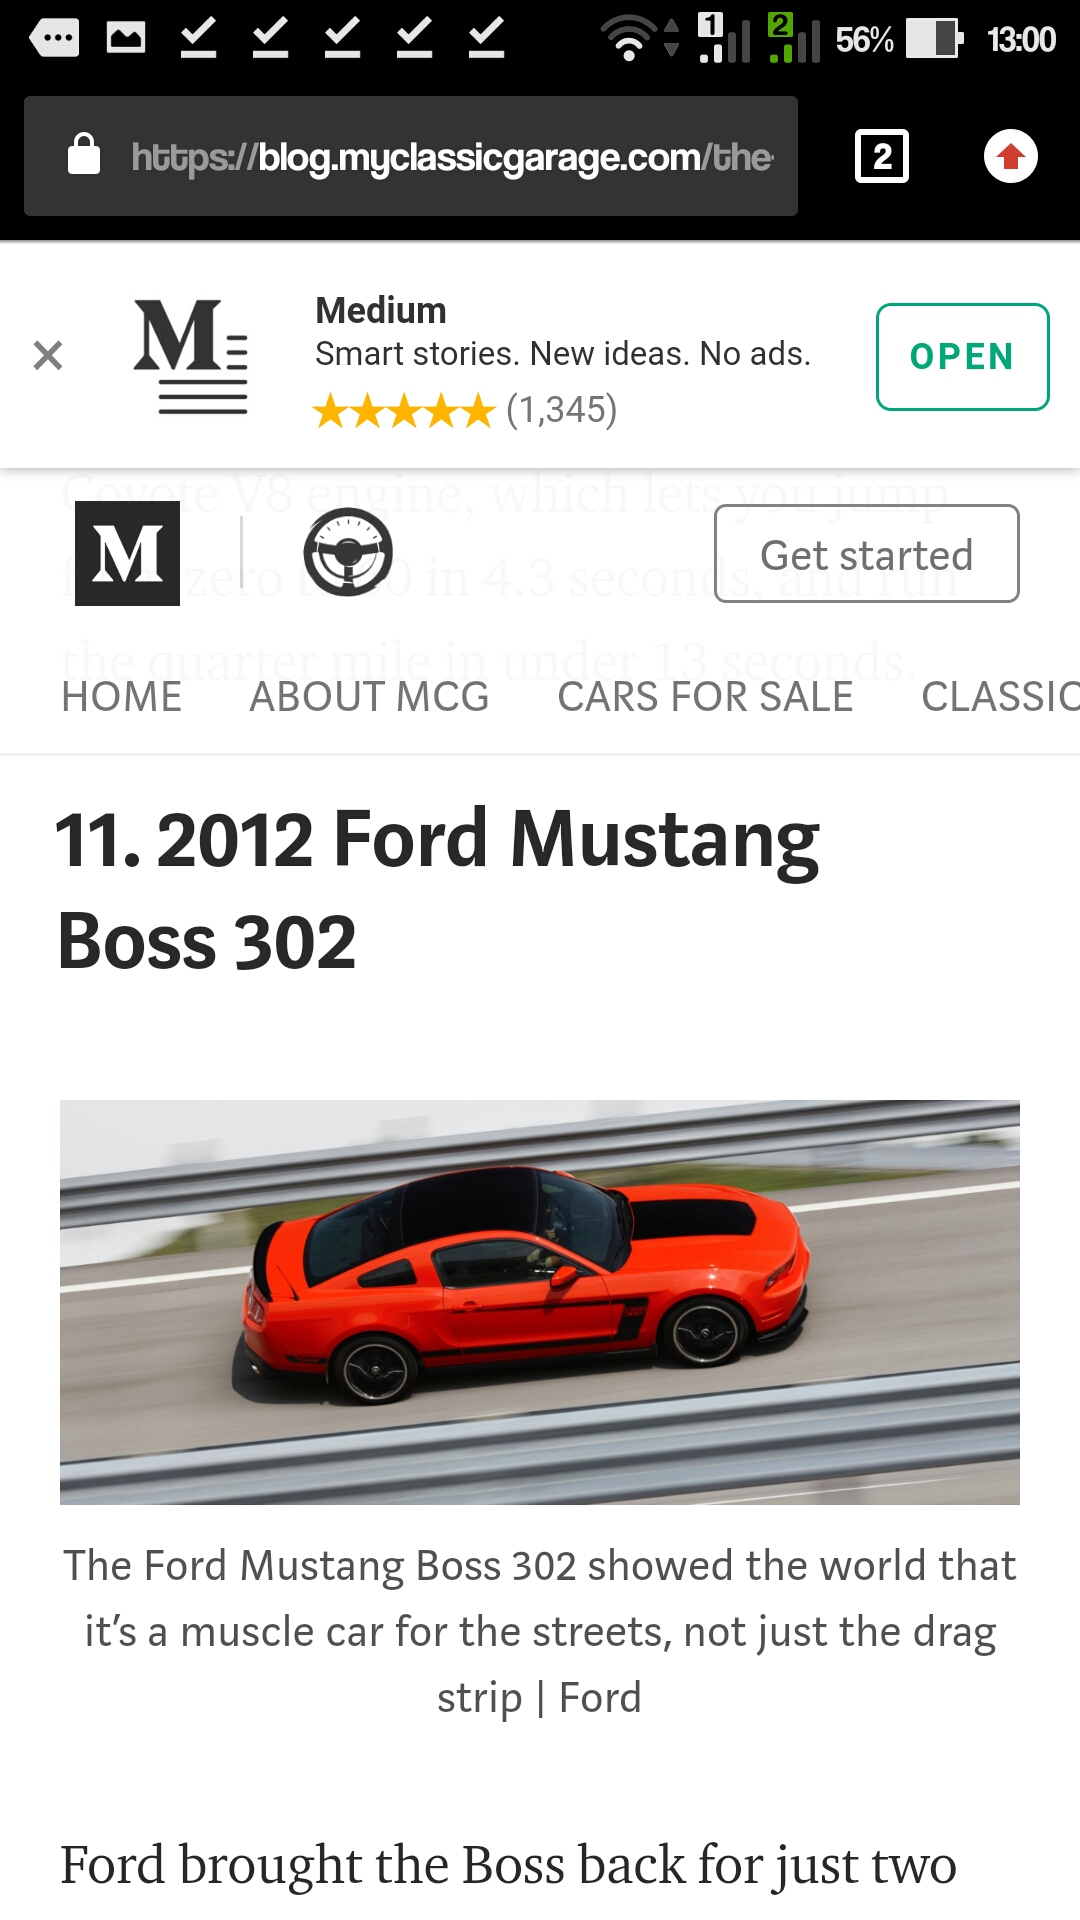 1
2
56%
13:00
https://blog.myclassicgarage.com/the
2
M
Medium
Smart stories. New ideas. No ads.
(1,345)
OPEN
Coyote V8 engine, which lets you jump
M
Get started
zero 0 in 4.3 seconds, and run
the quarter mile in under 13 seconds.
HOME ABOUT MCG CARS FOR SALE CLASSIC
11. 2012 Ford Mustang
Boss 302
The Ford Mustang Boss 302 showed the world that
it’s a muscle car for the streets, not just the drag
strip | Ford
Ford brought the Boss back for just two